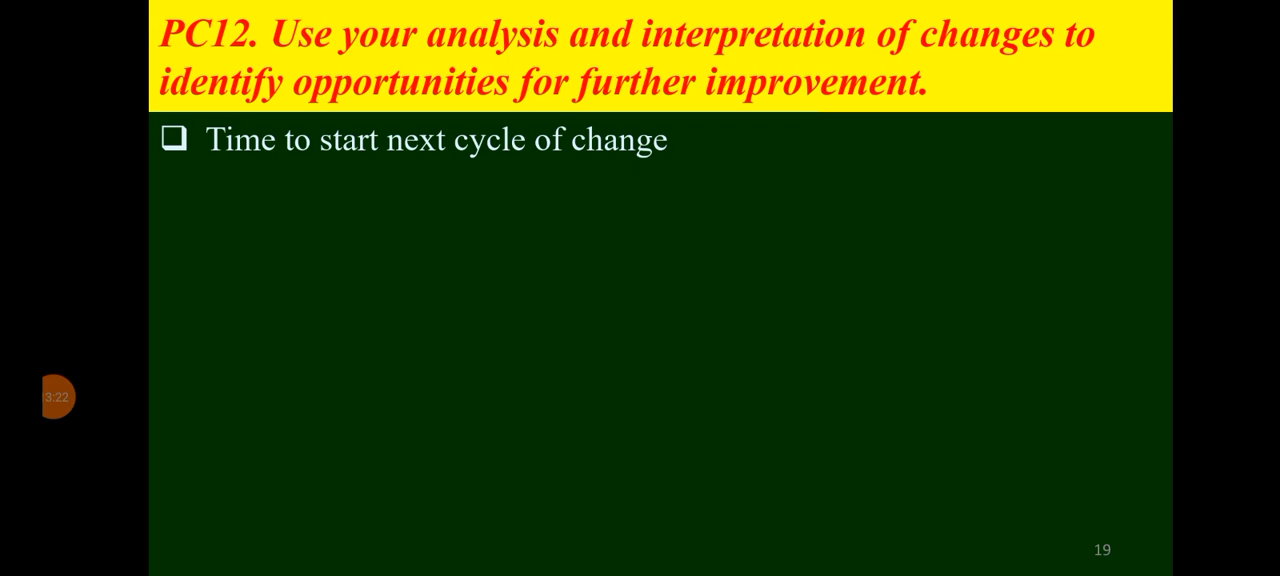 PC12. Use your analysis and interpretation of changes to
identify opportunities for further improvement.
❑ Time to start next cycle of change
3:22
19